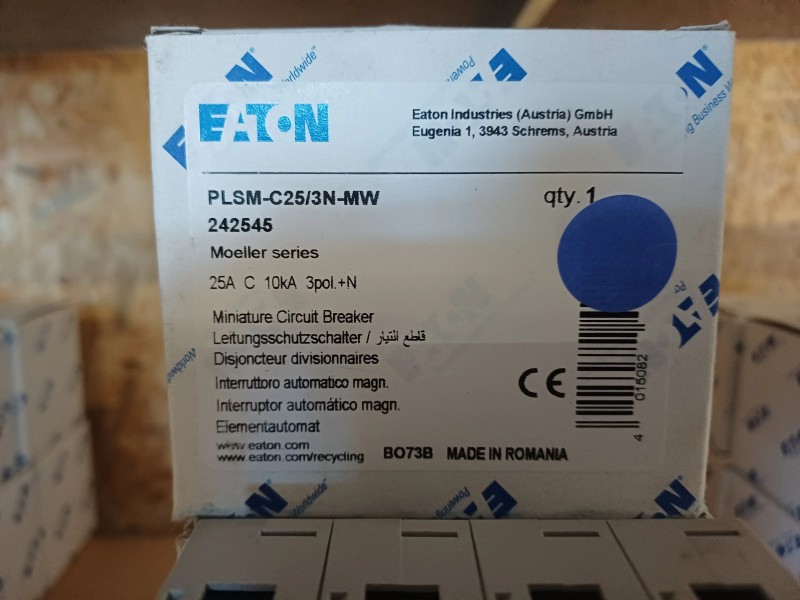 EATON
Eaton Industries (Austria) GmbH
Eugenia 1, 3943 Schrems, Austria
PLSM-C25/3N-MW
qty. 1
242545
Moeller series
25A C 10kA 3pol.+N
Miniature Circuit Breaker
Leitungsschutzschalter / قاطع التيار
Disjoncteur divisionnaires
Interruttoro automatico magn.
Interruptor automático magn.
Elementautomat
www.eaton.com
www.eaton.com/recycling
BO73B MADE IN ROMANIA
CE
4 015082